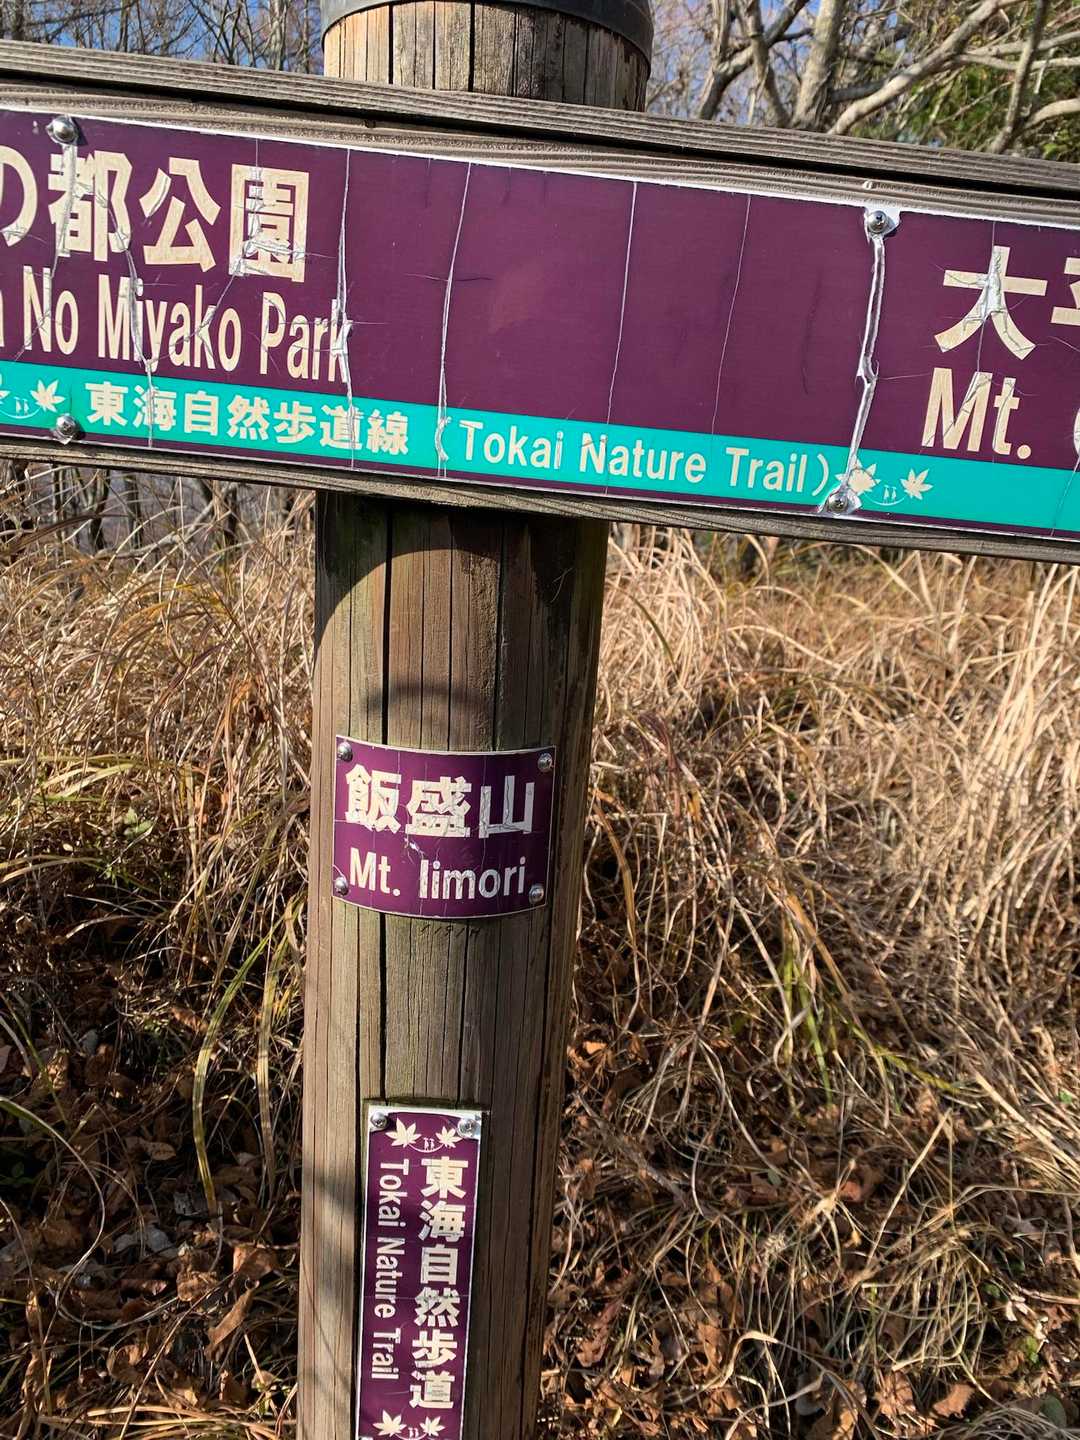 の都公園
No Miyako Park
東海自然歩道線 (Tokai Nature Trail)
大
Mt.
飯盛山
Mt. Iimori
東海自然歩道
Tokai Nature Trail